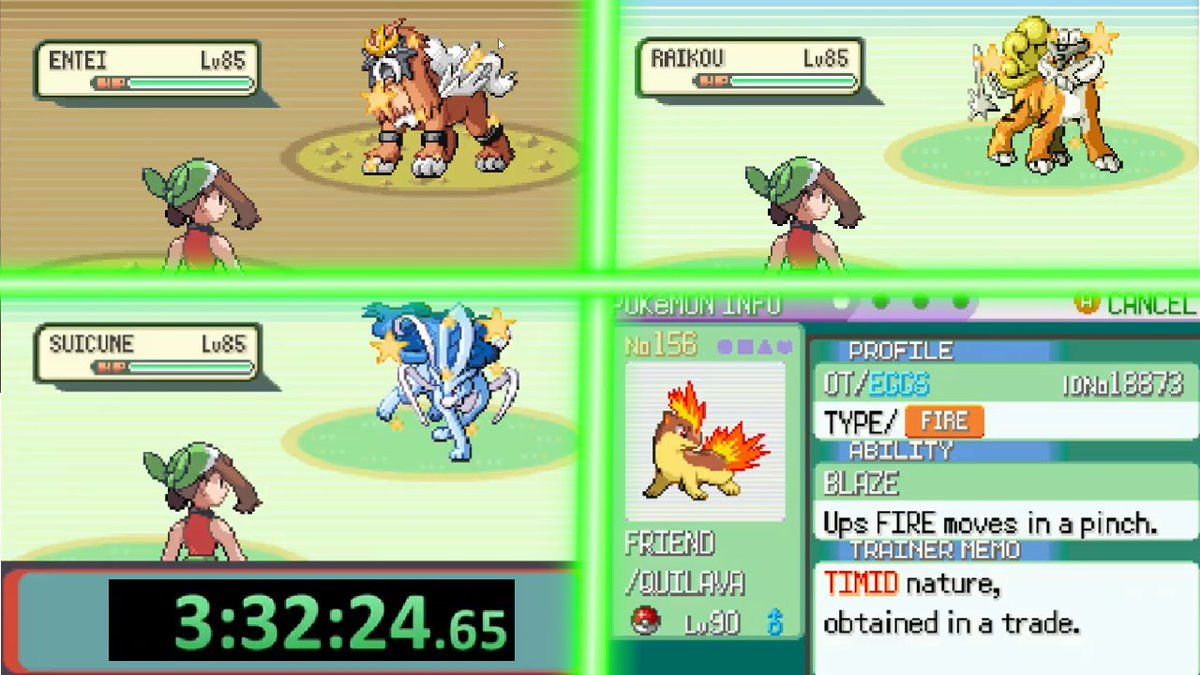 ENTEI Lv85
HP
RAIKOU Lv85
HP
SUICUNE Lv85
HP
3:32:24.65
POKéMON INFO A CANCEL
No156
FRIEND
/QUILAVA
Lv90 ♂
PROFILE
OT/EGGS IDNo18873
TYPE/ FIRE
ABILITY
BLAZE
Ups FIRE moves in a pinch.
TRAINER MEMO
TIMID nature,
obtained in a trade.